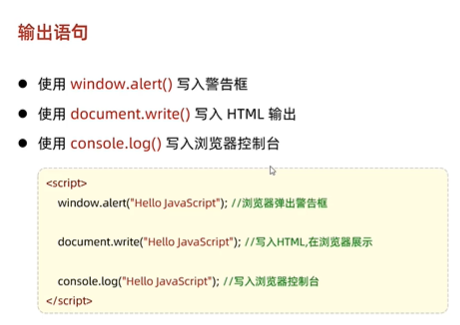 输出语句
● 使用 window.alert() 写入警告框
● 使用 document.write() 写入 HTML 输出
● 使用 console.log() 写入浏览器控制台
<script>
window.alert("Hello JavaScript"); //浏览器弹出警告框
document.write("Hello JavaScript"); //写入HTML,在浏览器展示
console.log("Hello JavaScript"); //写入浏览器控制台
</script>